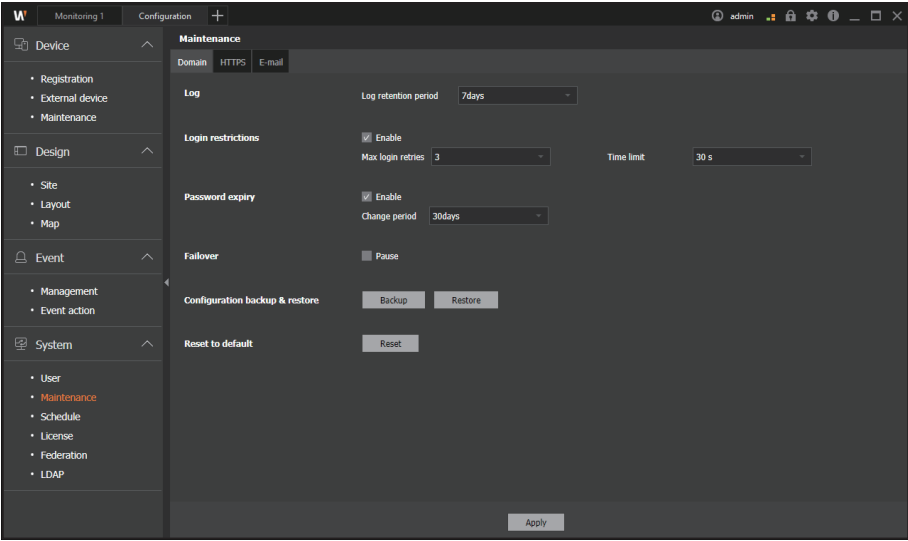 W Monitoring 1 Configuration admin
Device
• Registration
• External device
• Maintenance
Design
• Site
• Layout
• Map
Event
• Management
• Event action
System
• User
• Maintenance
• Schedule
• License
• Federation
• LDAP
Maintenance
Domain HTTPS E-mail
Log Log retention period 7days
Login restrictions Enable
Max login retries 3 Time limit 30 s
Password expiry Enable
Change period 30days
Failover Pause
Configuration backup & restore Backup Restore
Reset to default Reset
Apply